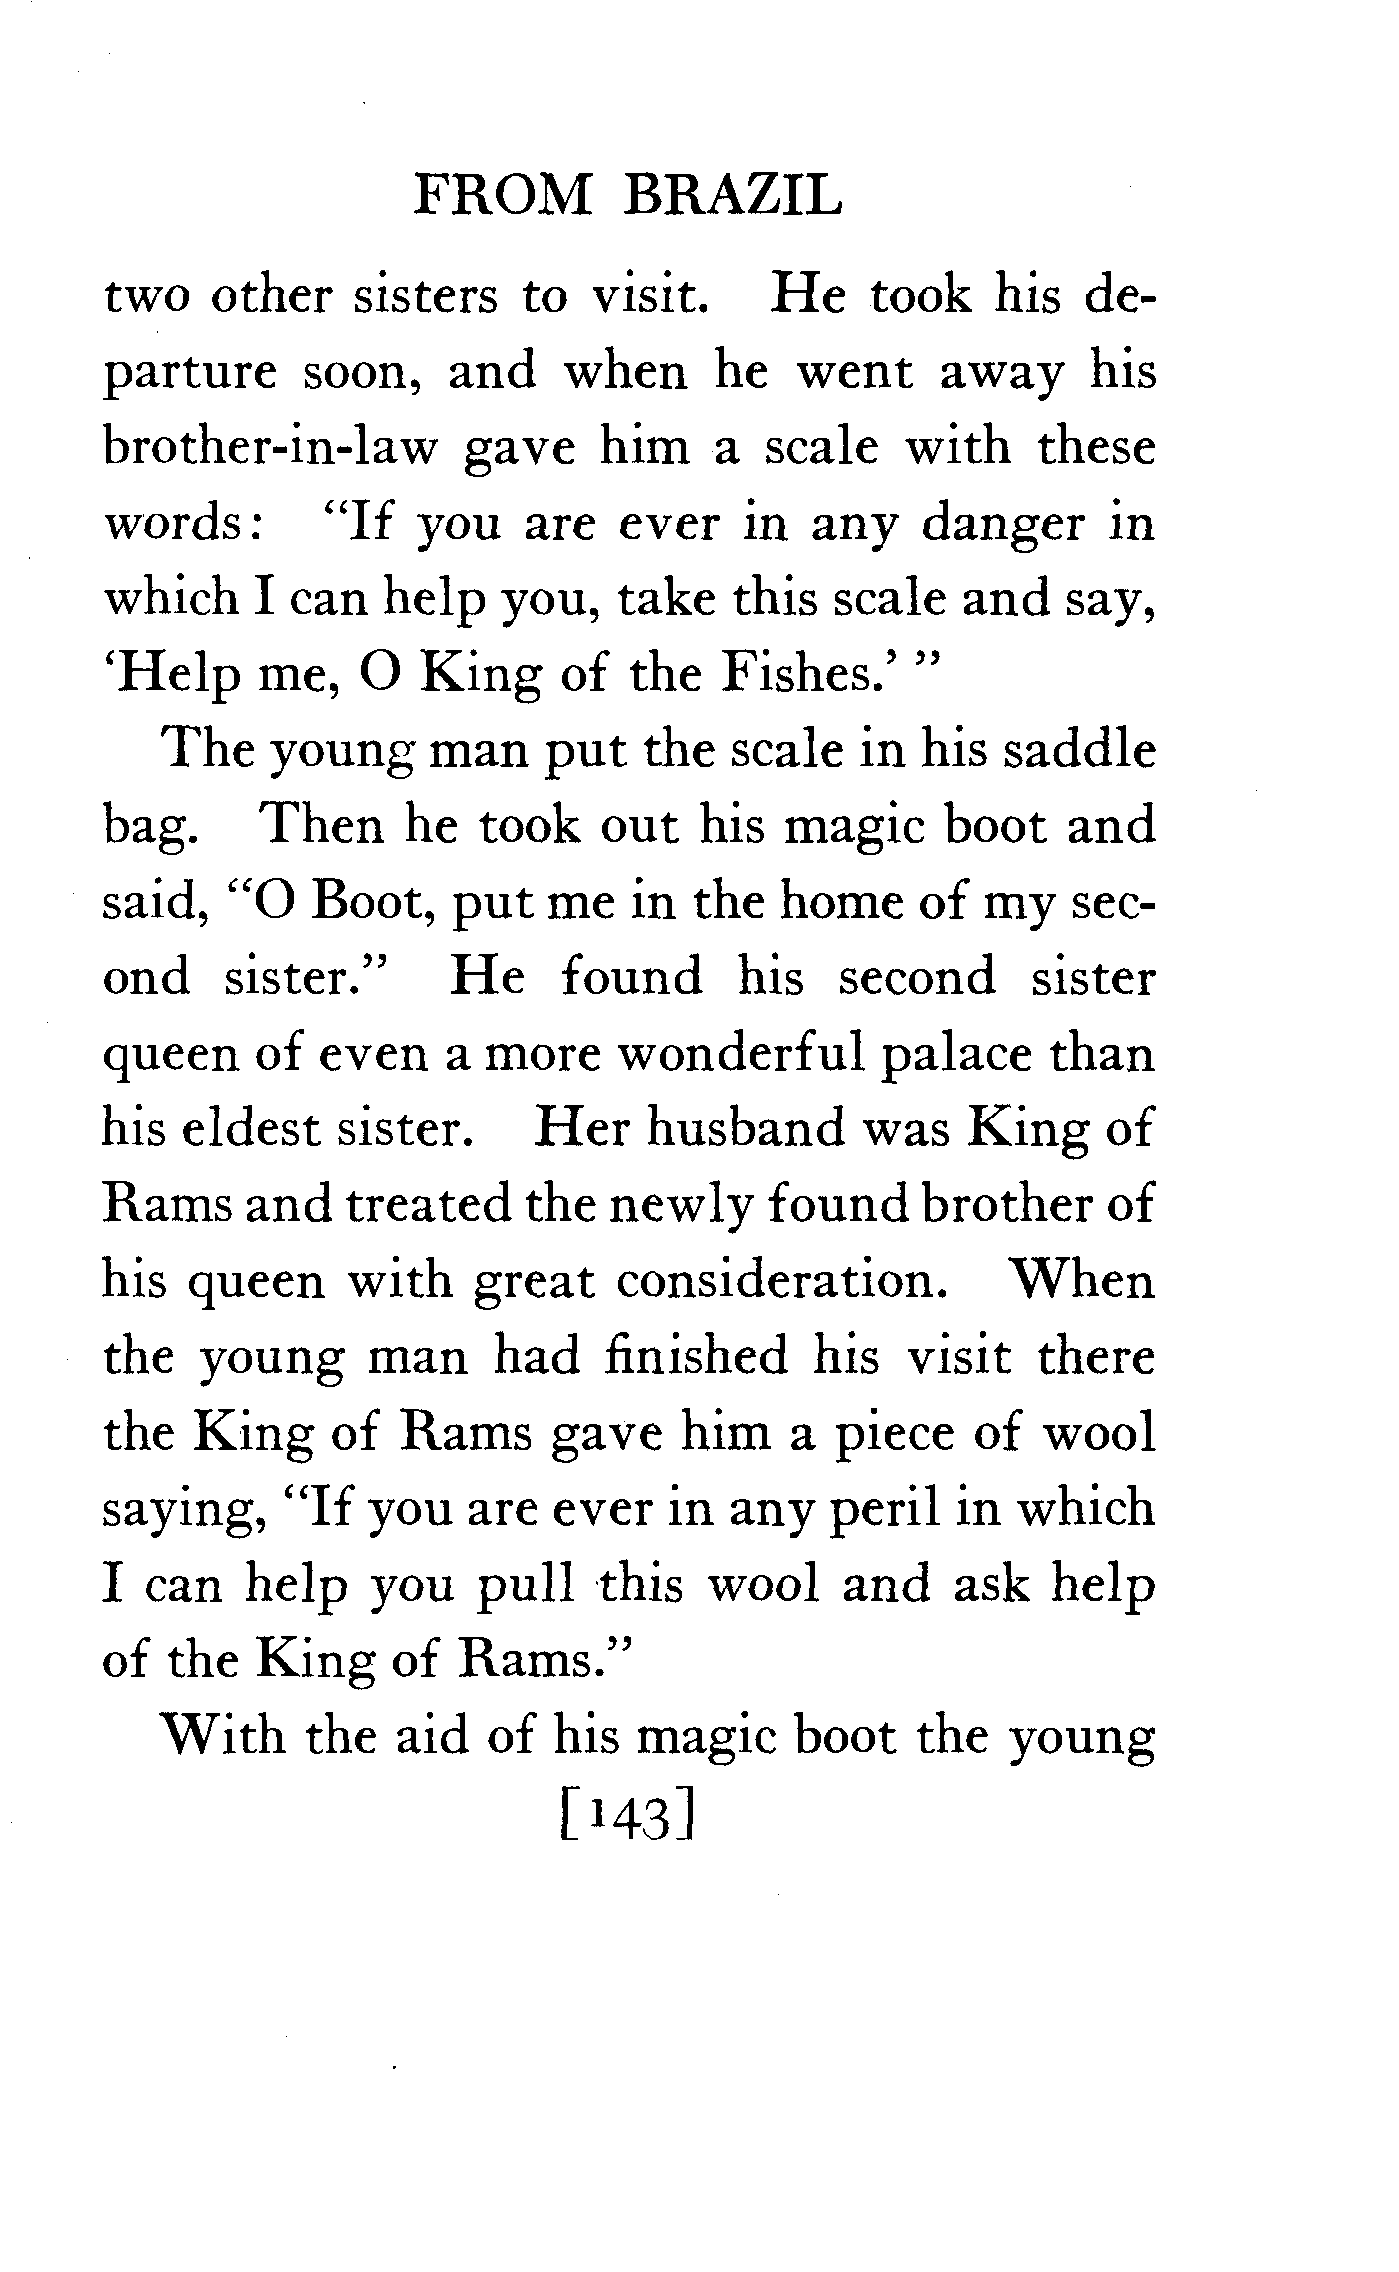 FROM BRAZIL
two other sisters to visit. He took his de-
parture soon, and when he went away his
brother-in-law gave him a scale with these
words: "If you are ever in any danger in
which I can help you, take this scale and say,
'Help me, O King of the Fishes.' "
The young man put the scale in his saddle
bag. Then he took out his magic boot and
said, "O Boot, put me in the home of my sec-
ond sister." He found his second sister
queen of even a more wonderful palace than
his eldest sister. Her husband was King of
Rams and treated the newly found brother of
his queen with great consideration. When
the young man had finished his visit there
the King of Rams gave him a piece of wool
saying, "If you are ever in any peril in which
I can help you pull this wool and ask help
of the King of Rams."
With the aid of his magic boot the young
[143]